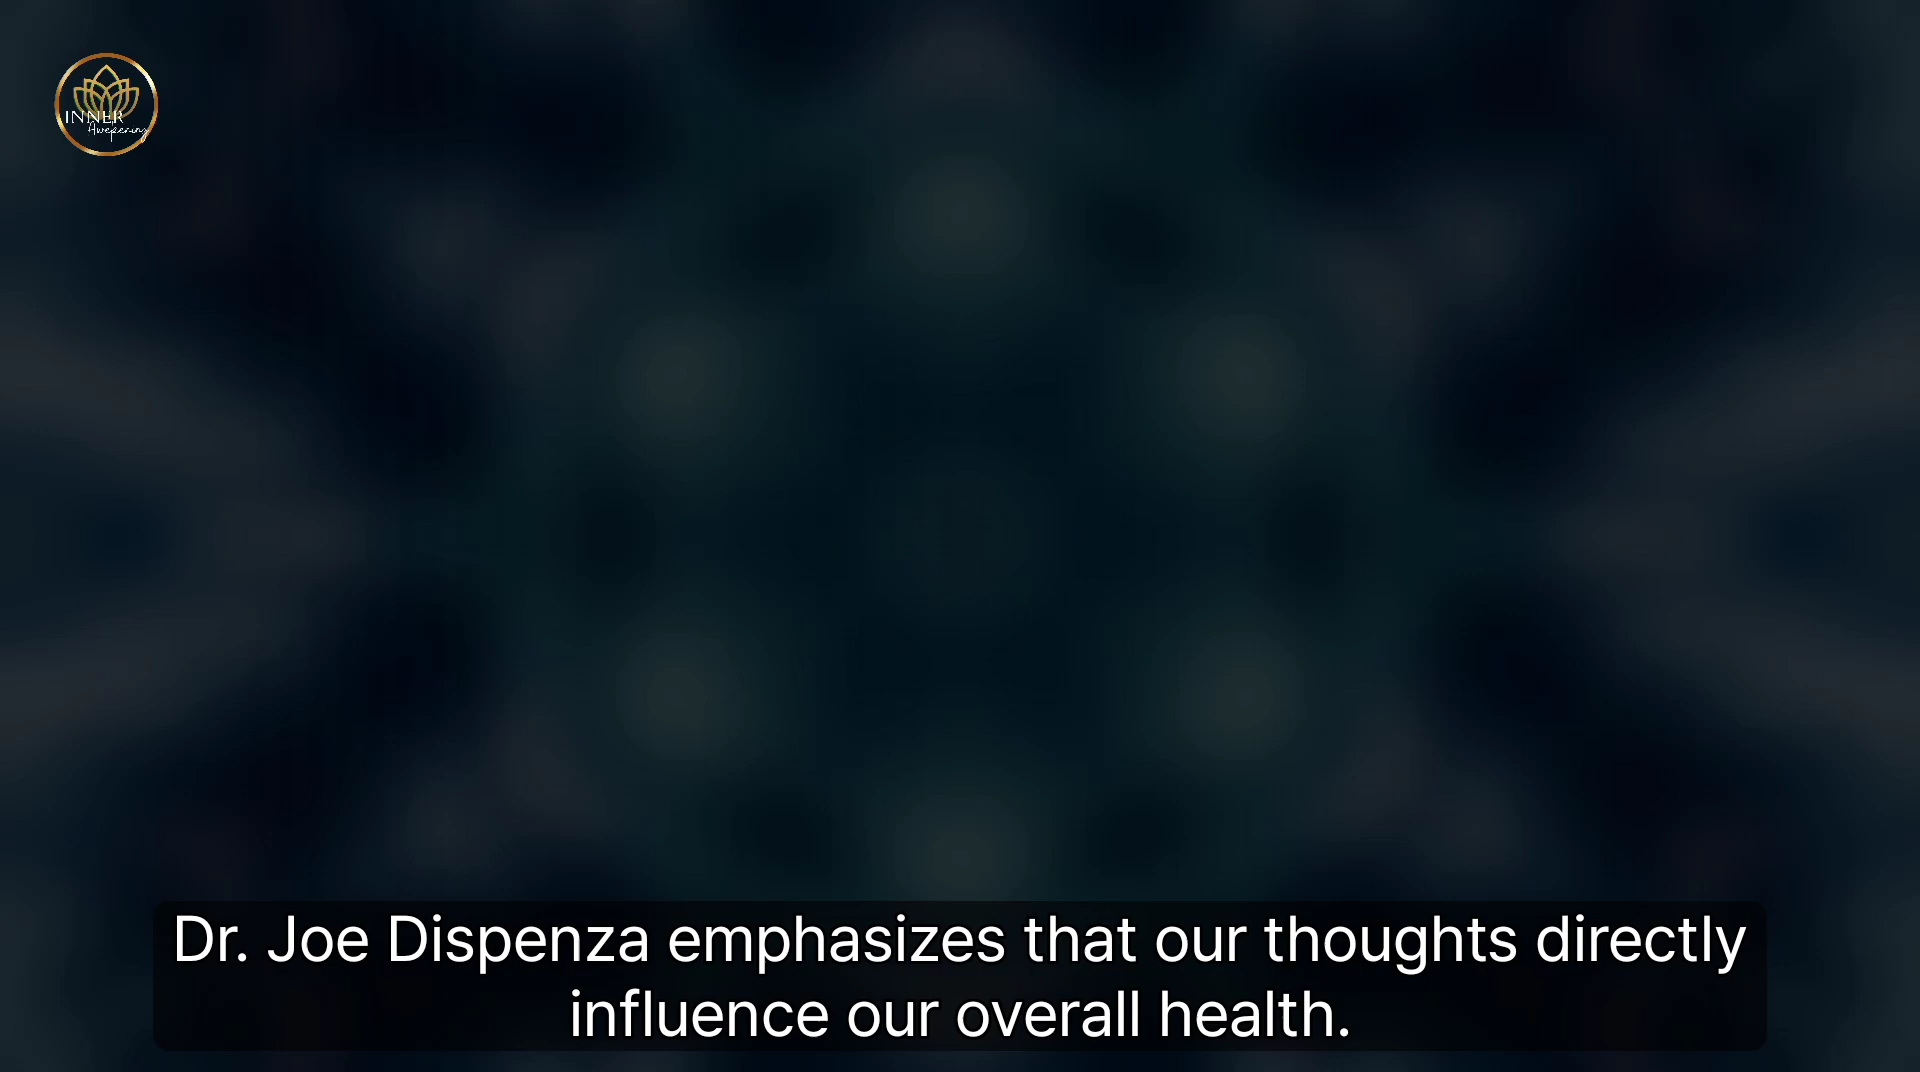 INNER
Dr. Joe Dispenza emphasizes that our thoughts directly
influence our overall health.